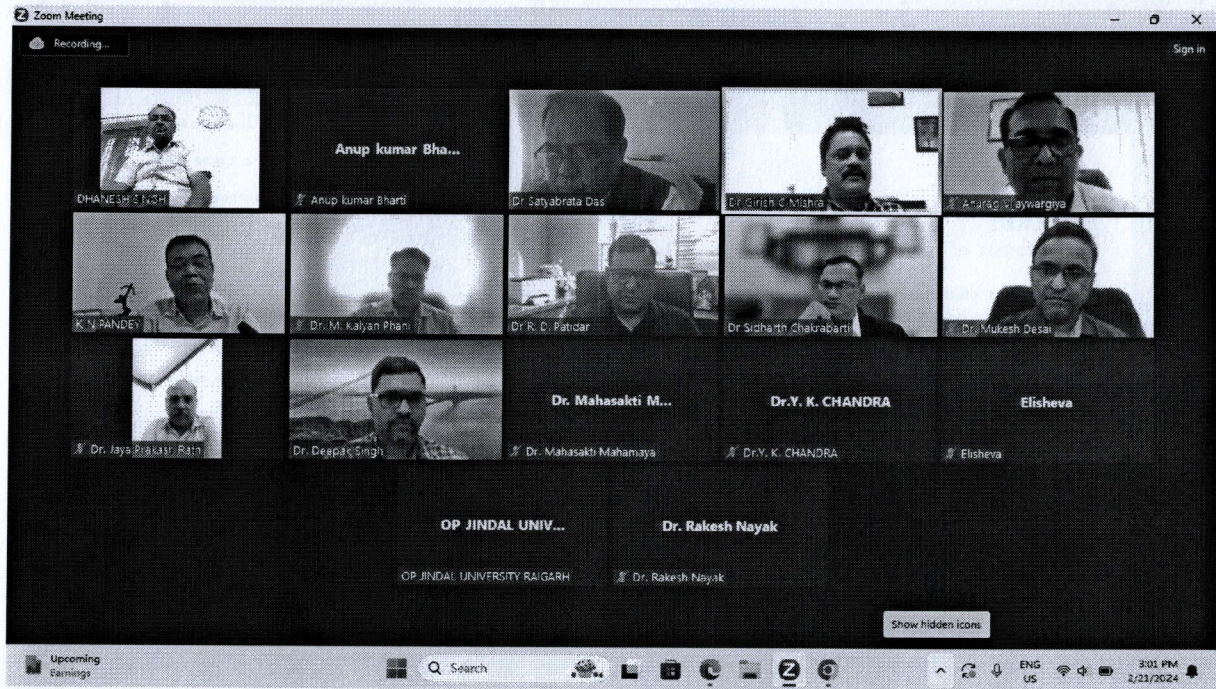 Zoom Meeting
Recording...
Sign in
DHANESH SINGH
Anup kumar Bha...
Anup kumar Bharti
Dr Satyabrata Das
Dr Girish C Mishra
Anurag Vijaywargiya
K N PANDEY
Dr. M. Kalyan Phani
Dr R. D. Patidar
Dr Sidharth Chakrabarti
Dr. Mukesh Desai
Dr. Jaya Prakash Rath
Dr. Deepak Singh
Dr. Mahasakti M...
Dr. Mahasakti Mahamaya
Dr.Y. K. CHANDRA
Dr.Y. K. CHANDRA
Elisheva
Elisheva
OP JINDAL UNIV...
OP JINDAL UNIVERSITY RAIGARH
Dr. Rakesh Nayak
Dr. Rakesh Nayak
Show hidden icons
Upcoming
Earnings
Search
ENG
US
3:01 PM
2/21/2024